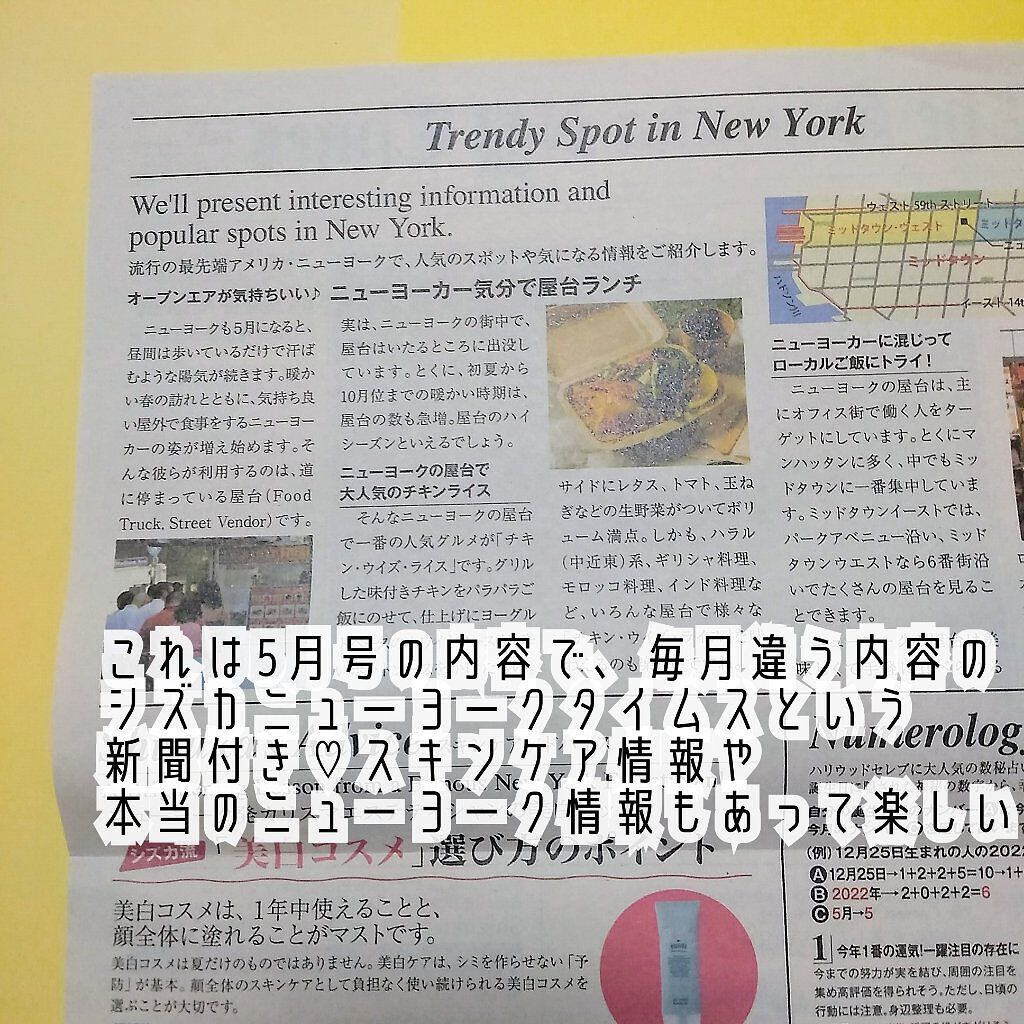 Trendy Spot in New York
We'll present interesting information and
popular spots in New York.
流行の最先端アメリカ・ニューヨークで、人気のスポットや気になる情報をご紹介します。
オープンエアが気持ちいい♪ ニューヨーカー気分で屋台ランチ
ニューヨークも5月になると、
昼間は歩いているだけで汗ば
むような陽気が続きます。暖か
い春の訪れとともに、気持ち良
い屋外で食事をするニューヨー
カーの姿が増え始めます。そ
んな彼らが利用するのは、道
に停まっている屋台(Food
Truck, Street Vendor)です。
実は、ニューヨークの街中で、
屋台はいたるところに出没し
ています。とくに、初夏から
10月位までの暖かい時期は、
屋台の数も急増。屋台のハイ
シーズンといえるでしょう。
ニューヨークの屋台で
大人気のチキンライス
そんなニューヨークの屋台
で一番の人気グルメが「チキ
ン・ウイズ・ライス」です。グリル
した味付きチキンをパラパラご
飯にのせて、仕上げにヨーグル
サイドにレタス、トマト、玉ね
ぎなどの生野菜がついてボリ
ューム満点。しかも、ハラル
(中近東)系、ギリシャ料理、
モロッコ料理、インド料理な
ど、いろんな屋台で様々な
ウェスト59thストリート
ミッドタウン・ウェスト
ミッドタ
ニュ
ミッドタウン
ハドソン川
イースト14t
ニューヨーカーに混じって
ローカルご飯にトライ!
ニューヨークの屋台は、主
にオフィス街で働く人をター
ゲットにしています。とくにマ
ンハッタンに多く、中でもミッ
ドタウンに一番集中していま
す。ミッドタウンイーストでは、
パークアベニュー沿い、ミッド
タウンウエストなら6番街沿
いでたくさんの屋台を見るこ
とできます。
これは5月号の内容で、毎月違う内容の
シズカニューヨークタイムスという
新聞付き♡スキンケア情報や
本当のニューヨーク情報もあって楽しい
シズカ流
「美白コスメ」選び方のポイント
美白コスメは、1年中使えることと、
顔全体に塗れることがマストです。
美白コスメは夏だけのものではありません。美白ケアは、シミを作らせない「予
防」が基本。顔全体のスキンケアとして負担なく使い続けられる美白コスメを
選ぶことが大切です。
Numerology
ハリウッドセレブに大人気の数秘占い
(例)12月25日生まれの人の202
A 12月25日→1+2+2+5=10→1+
B 2022年→2+0+2+2=6
C 5月→5
1 今年1番の運気!一躍注目の存在に
今までの努力が実を結び、周囲の注目を
集め高評価を得られそう。ただし、日頃の
行動には注意。身辺整理も必要。